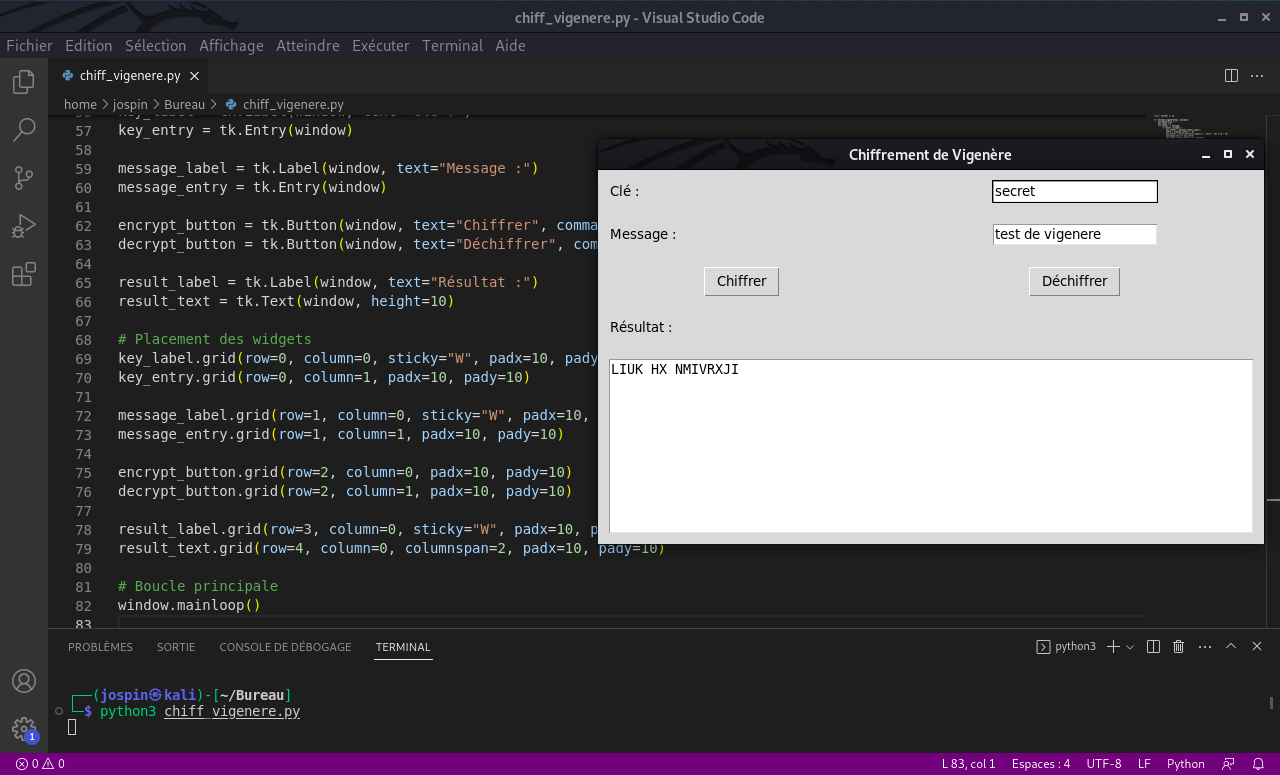 chiff_vigenere.py - Visual Studio Code
Fichier Edition Sélection Affichage Atteindre Exécuter Terminal Aide
chiff_vigenere.py
home > jospin > Bureau > chiff_vigenere.py
57 key_entry = tk.Entry(window)
58
59 message_label = tk.Label(window, text="Message :")
60 message_entry = tk.Entry(window)
61
62 encrypt_button = tk.Button(window, text="Chiffrer", comma
63 decrypt_button = tk.Button(window, text="Déchiffrer", com
64
65 result_label = tk.Label(window, text="Résultat :")
66 result_text = tk.Text(window, height=10)
67
68 # Placement des widgets
69 key_label.grid(row=0, column=0, sticky="W", padx=10, pady
70 key_entry.grid(row=0, column=1, padx=10, pady=10)
71
72 message_label.grid(row=1, column=0, sticky="W", padx=10,
73 message_entry.grid(row=1, column=1, padx=10, pady=10)
74
75 encrypt_button.grid(row=2, column=0, padx=10, pady=10)
76 decrypt_button.grid(row=2, column=1, padx=10, pady=10)
77
78 result_label.grid(row=3, column=0, sticky="W", padx=10, p
79 result_text.grid(row=4, column=0, columnspan=2, padx=10, pady=10)
80
81 # Boucle principale
82 window.mainloop()
83
Chiffrement de Vigenère
Clé : secret
Message : test de vigenere
Chiffrer Déchiffrer
Résultat :
LIUK HX NMIVRXJI
PROBLÈMES SORTIE CONSOLE DE DÉBOGAGE TERMINAL python3
┌──(jospin㉿kali)-[~/Bureau]
└─$ python3 chiff_vigenere.py
1
0 0 L 83, col 1 Espaces : 4 UTF-8 LF Python